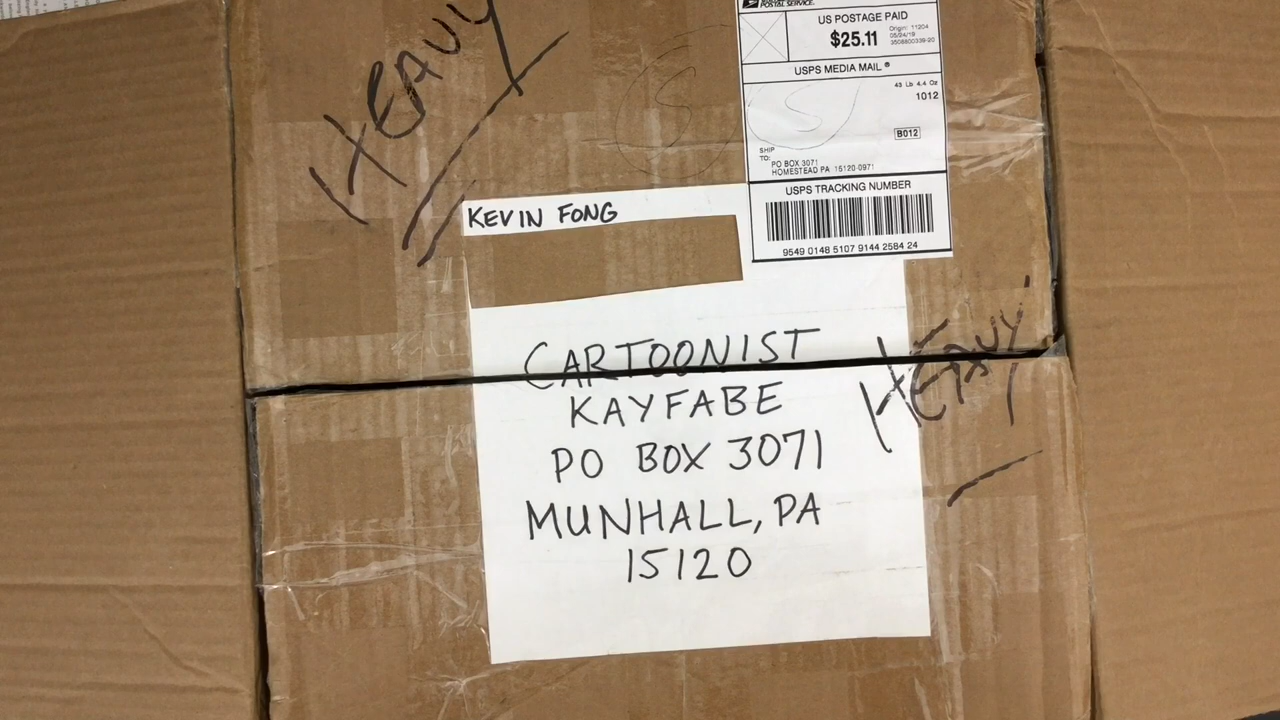 HEAVY
POSTAL SERVICE.
US POSTAGE PAID
$25.11
Origin: 11204
05/24/19
3508800339-20
USPS MEDIA MAIL ®
43 Lb 4.4 Oz
1012
B012
SHIP
TO:
PO BOX 3071
HOMESTEAD PA 15120-0971
USPS TRACKING NUMBER
9549 0148 5107 9144 2584 24
KEVIN FONG
CARTOONIST
KAYFABE
PO BOX 3071
MUNHALL, PA
15120
HEAVY